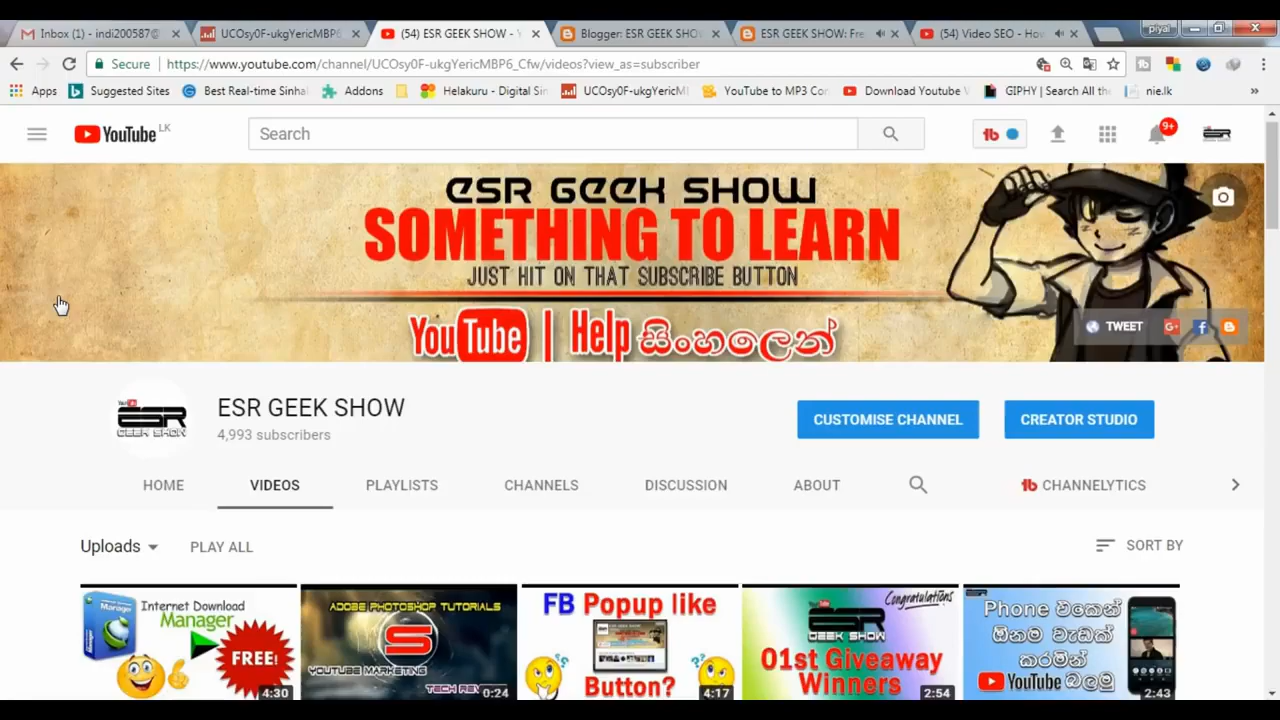 Inbox (1) - indi200587@
UCOsy0F-ukgYericMBP6
(54) ESR GEEK SHOW - Y
Blogger: ESR GEEK SHO
ESR GEEK SHOW: Fre
(54) Video SEO - Ho
piyal
Secure
https://www.youtube.com/channel/UCOsy0F-ukgYericMBP6_Cfw/videos?view_as=subscriber
Apps
Suggested Sites
Best Real-time Sinha
Addons
Helakuru - Digital Sin
UCOsy0F-ukgYericMB
YouTube to MP3 Con
Download Youtube V
GIPHY | Search All the
nie.lk
YouTube LK
Search
9+
ESR GEEK SHOW
SOMETHING TO LEARN
JUST HIT ON THAT SUBSCRIBE BUTTON
YouTube | Help සිංහලෙන්
TWEET
ESR
GEEK SHOW
ESR GEEK SHOW
4,993 subscribers
CUSTOMISE CHANNEL
CREATOR STUDIO
HOME
VIDEOS
PLAYLISTS
CHANNELS
DISCUSSION
ABOUT
CHANNELYTICS
Uploads
PLAY ALL
SORT BY
Internet Download
Manager
FREE!
4:30
ADOBE PHOTOSHOP TUTORIALS
S
YOUTUBE MARKETING
TECH
0:24
FB Popup like
Button?
4:17
Congratulations
ESR
GEEK SHOW
01st Giveaway
Winners
2:54
Phone එකෙන්
ඕනම වැඩක්
කරමින්
YouTube බලමු
2:43